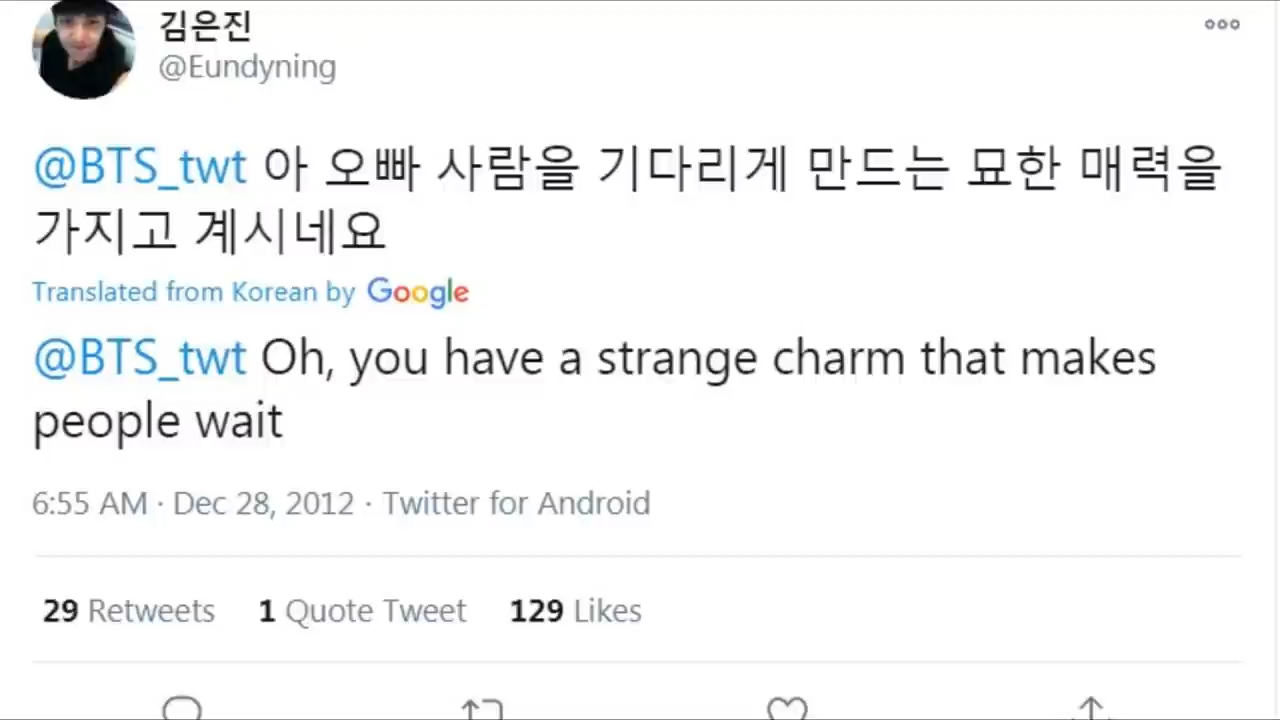 김은진
@Eundyning
@BTS_twt 아 오빠 사람을 기다리게 만드는 묘한 매력을
가지고 계시네요
Translated from Korean by Google
@BTS_twt Oh, you have a strange charm that makes
people wait
6:55 AM · Dec 28, 2012 · Twitter for Android
29 Retweets 1 Quote Tweet 129 Likes